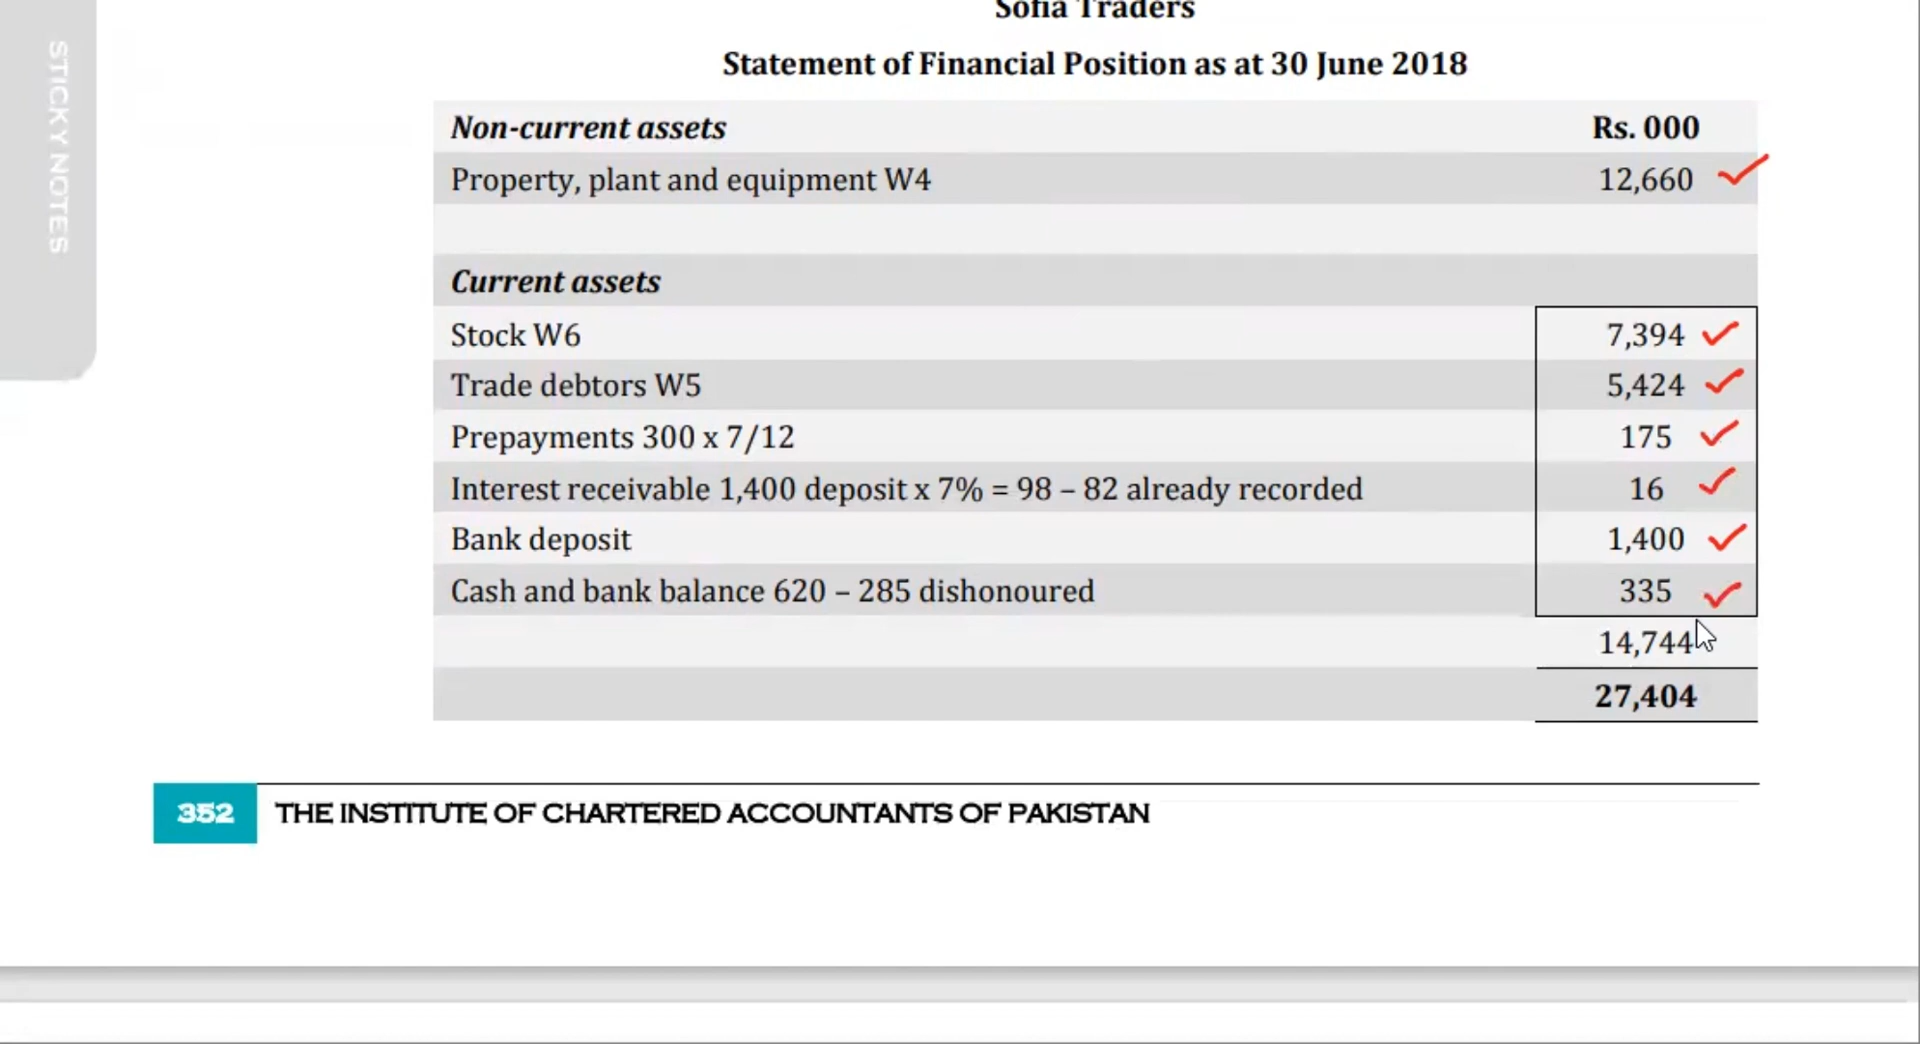 Sofia Traders
Statement of Financial Position as at 30 June 2018
STICKY NOTES
Non-current assets Rs. 000
Property, plant and equipment W4 12,660
Current assets
Stock W6 7,394
Trade debtors W5 5,424
Prepayments 300 x 7/12 175
Interest receivable 1,400 deposit x 7% = 98 – 82 already recorded 16
Bank deposit 1,400
Cash and bank balance 620 – 285 dishonoured 335
14,744
27,404
352 THE INSTITUTE OF CHARTERED ACCOUNTANTS OF PAKISTAN